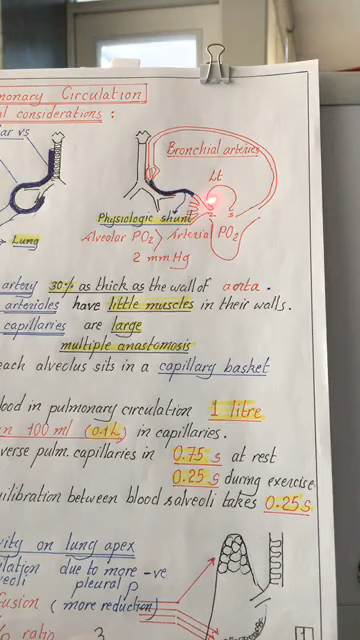 monary Circulation
l considerations :
ar vs
Bronchial arteries
Lt
Lung
Physiologic shunt
Alveolar PO₂ > Arterial PO₂
2 mmHg
artery 30% as thick as the wall of aorta .
arterioles have little muscles in their walls.
capillaries are large
multiple anastomosis
each alveolus sits in a capillary basket
lood in pulmonary circulation 1 litre
n 100 ml (0.1 L) in capillaries.
verse pulm. capillaries in 0.75 s at rest
0.25 s during exercise
uilibration between blood & alveoli takes 0.25 s
vity on lung apex
lation due to more -ve
veoli pleural P
fusion ( more reduction)
% ratio 3
1